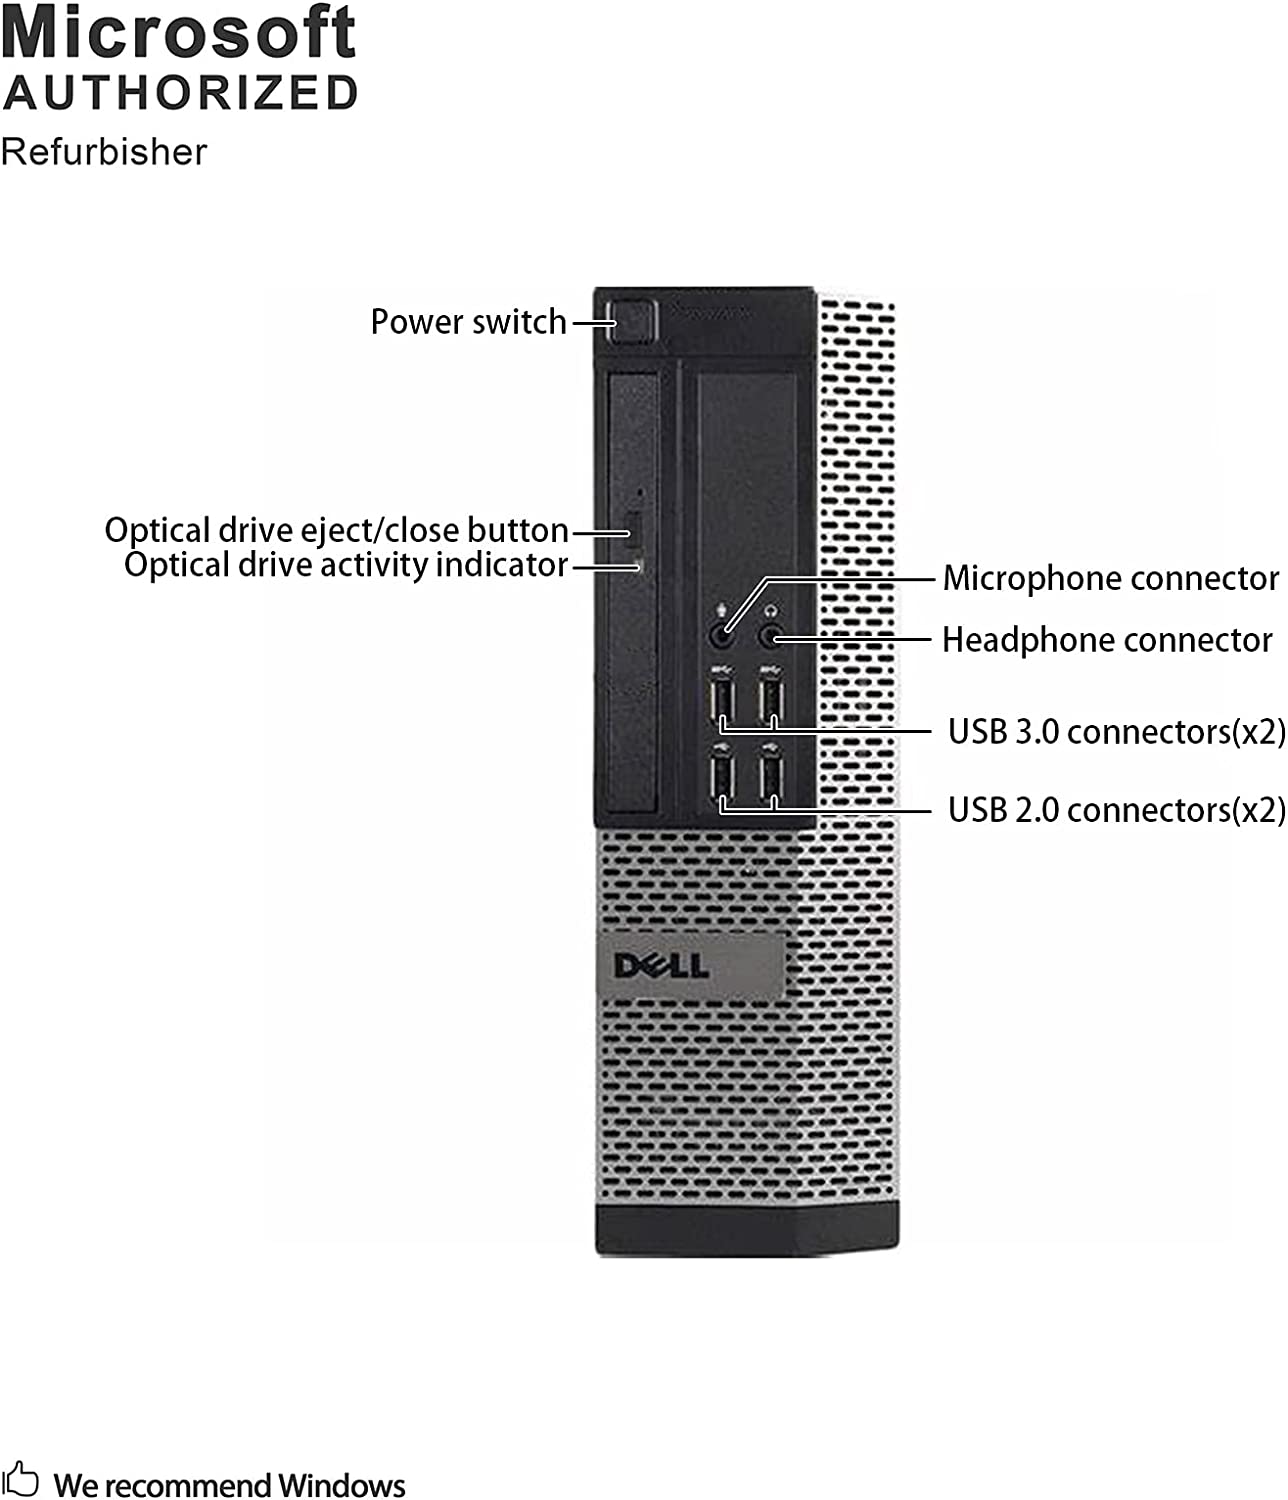 Microsoft
AUTHORIZED
Refurbisher
Power switch
Optical drive eject/close button
Optical drive activity indicator
Microphone connector
Headphone connector
USB 3.0 connectors(x2)
USB 2.0 connectors(x2)
DELL
We recommend Windows